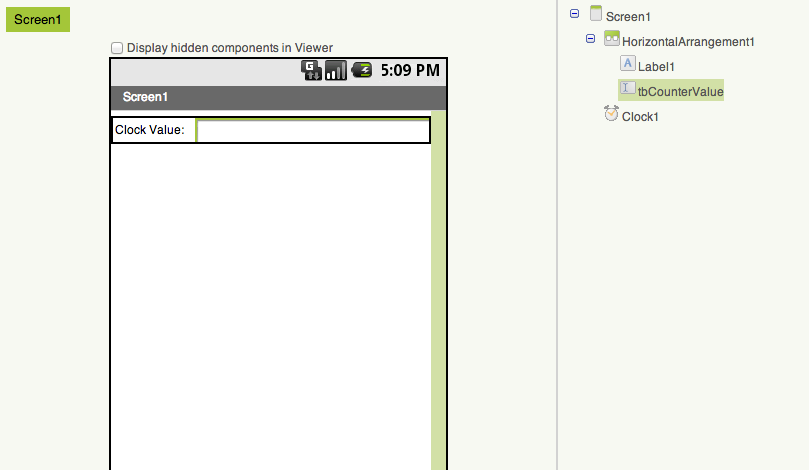 Screen1
Display hidden components in Viewer
G 5:09 PM
Screen1
Clock Value:
Screen1
HorizontalArrangement1
A Label1
tbCounterValue
Clock1